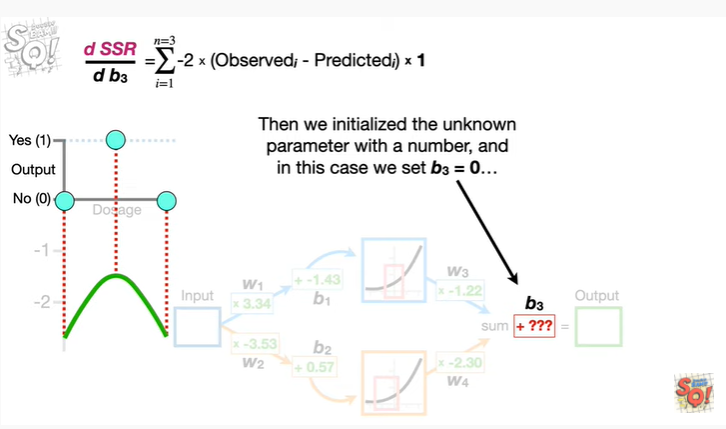 SQ!
n=3
d SSR
d b₃
= Σ -2 × (Observedᵢ - Predictedᵢ) × 1
i=1
Then we initialized the unknown
parameter with a number, and
in this case we set b₃ = 0...
Yes (1)
Output
No (0)
Dosage
-1
-2
Input
W₁
× 3.34
+ -1.43
b₁
W₃
× -1.22
b₃
Output
sum + ??? =
× -3.53
W₂
b₂
+ 0.57
× -2.30
W₄
SQ!